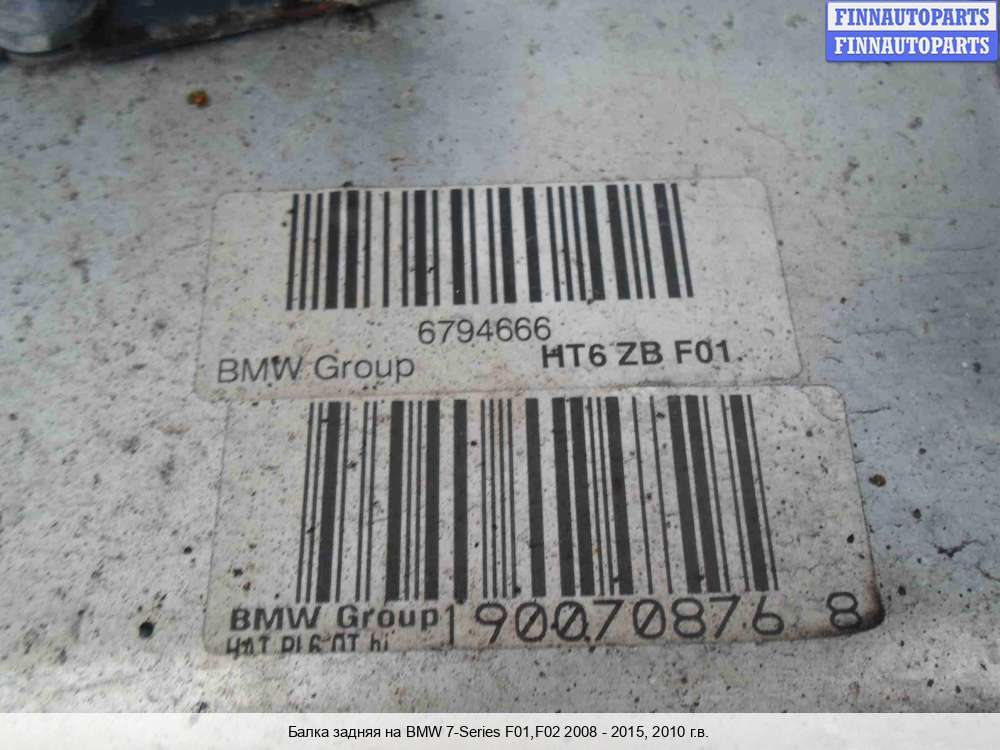 FINNAUTOPARTS
FINNAUTOPARTS
6794666
BMW Group HT6 ZB F01
BMW Group 190070876 8
Балка задняя на BMW 7-Series F01,F02 2008 - 2015, 2010 г.в.